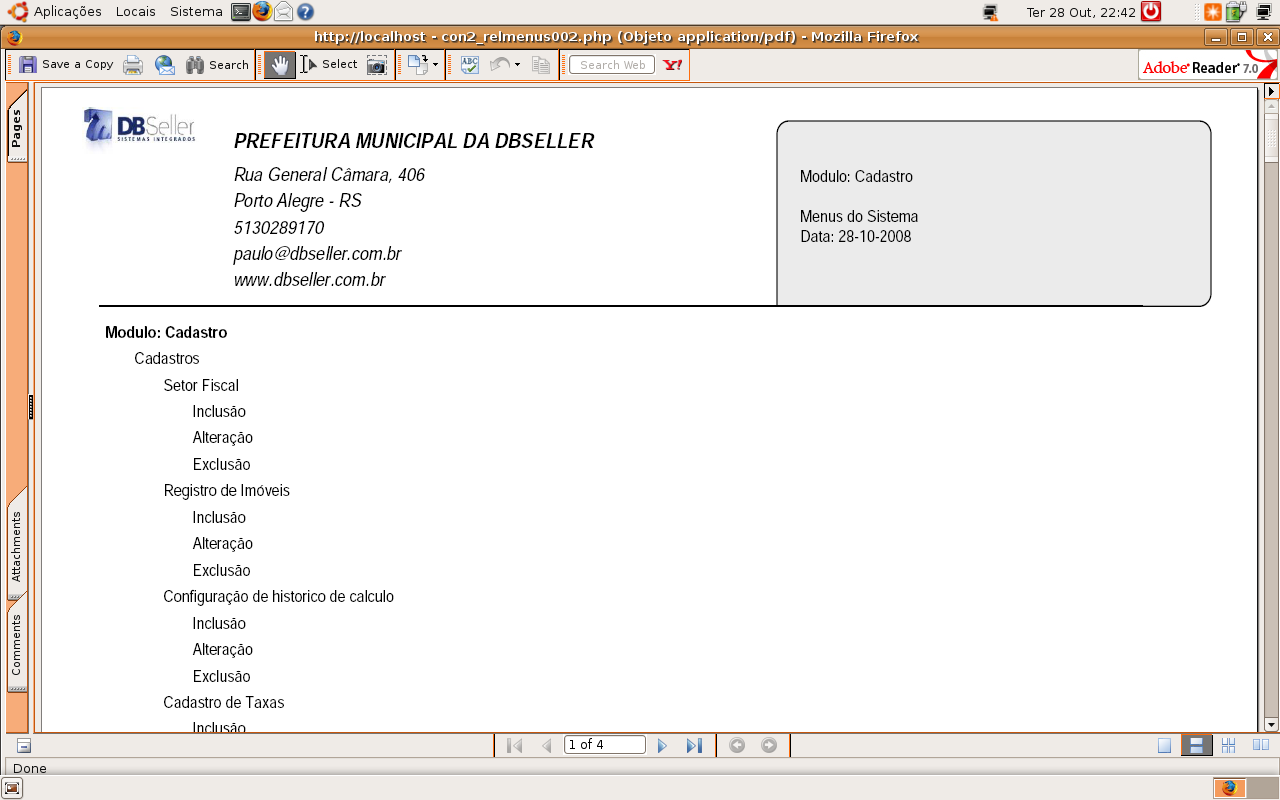 Aplicações Locais Sistema Ter 28 Out, 22:42
http://localhost - con2_relmenus002.php (Objeto application/pdf) - Mozilla Firefox
Save a Copy Search Select Search Web Y! Adobe Reader 7.0
Pages
Attachments
Comments
DBSeller
SISTEMAS INTEGRADOS
PREFEITURA MUNICIPAL DA DBSELLER
Rua General Câmara, 406
Porto Alegre - RS
5130289170
paulo@dbseller.com.br
www.dbseller.com.br
Modulo: Cadastro
Menus do Sistema
Data: 28-10-2008
Modulo: Cadastro
Cadastros
Setor Fiscal
Inclusão
Alteração
Exclusão
Registro de Imóveis
Inclusão
Alteração
Exclusão
Configuração de historico de calculo
Inclusão
Alteração
Exclusão
Cadastro de Taxas
Inclusão
1 of 4
Done